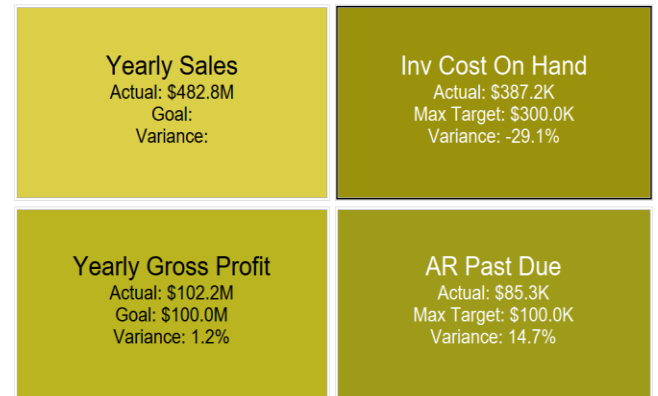 Yearly Sales
Actual: $482.8M
Goal:
Variance:
Inv Cost On Hand
Actual: $387.2K
Max Target: $300.0K
Variance: -29.1%
Yearly Gross Profit
Actual: $102.2M
Goal: $100.0M
Variance: 1.2%
AR Past Due
Actual: $85.3K
Max Target: $100.0K
Variance: 14.7%